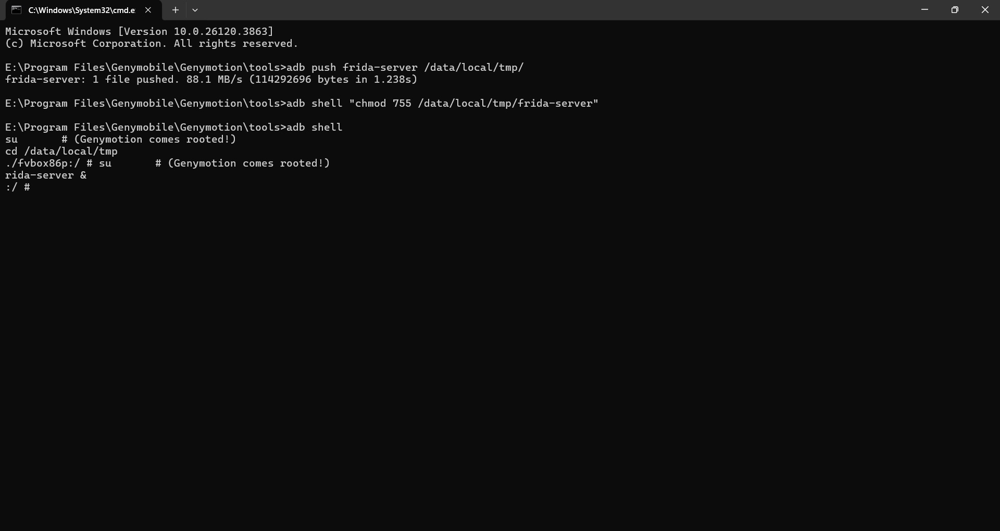 C:\Windows\System32\cmd.e
Microsoft Windows [Version 10.0.26120.3863]
(c) Microsoft Corporation. All rights reserved.
E:\Program Files\Genymobile\Genymotion\tools>adb push frida-server /data/local/tmp/
frida-server: 1 file pushed. 88.1 MB/s (114292696 bytes in 1.238s)
E:\Program Files\Genymobile\Genymotion\tools>adb shell "chmod 755 /data/local/tmp/frida-server"
E:\Program Files\Genymobile\Genymotion\tools>adb shell
su       # (Genymotion comes rooted!)
cd /data/local/tmp
./fvbox86p:/ # su       # (Genymotion comes rooted!)
rida-server &
:/ #